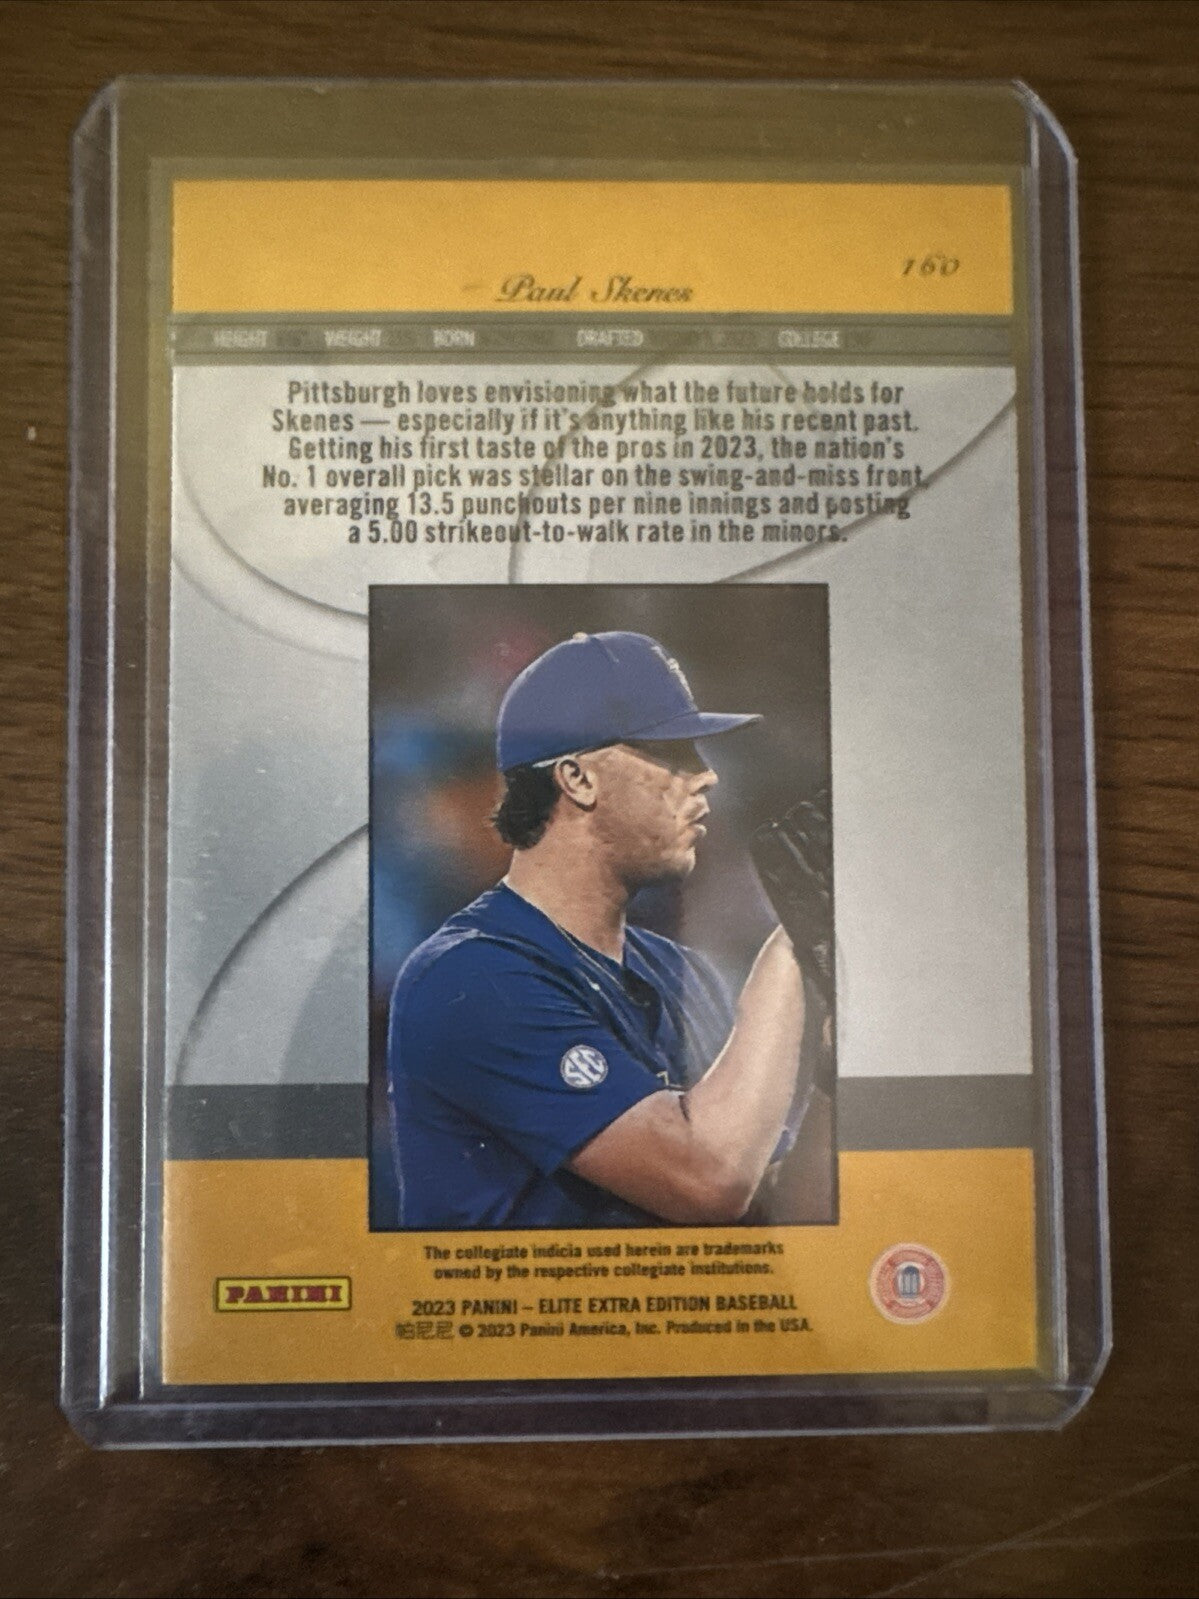 160
Paul Skenes
HEIGHT WEIGHT BORN DRAFTED COLLEGE
Pittsburgh loves envisioning what the future holds for
Skenes — especially if it's anything like his recent past.
Getting his first taste of the pros in 2023, the nation's
No. 1 overall pick was stellar on the swing-and-miss front,
averaging 13.5 punchouts per nine innings and posting
a 5.00 strikeout-to-walk rate in the minors.
SEC
The collegiate indicia used herein are trademarks
owned by the respective collegiate institutions.
PANINI
2023 PANINI – ELITE EXTRA EDITION BASEBALL
帕尼尼 © 2023 Panini America, Inc. Produced in the USA.